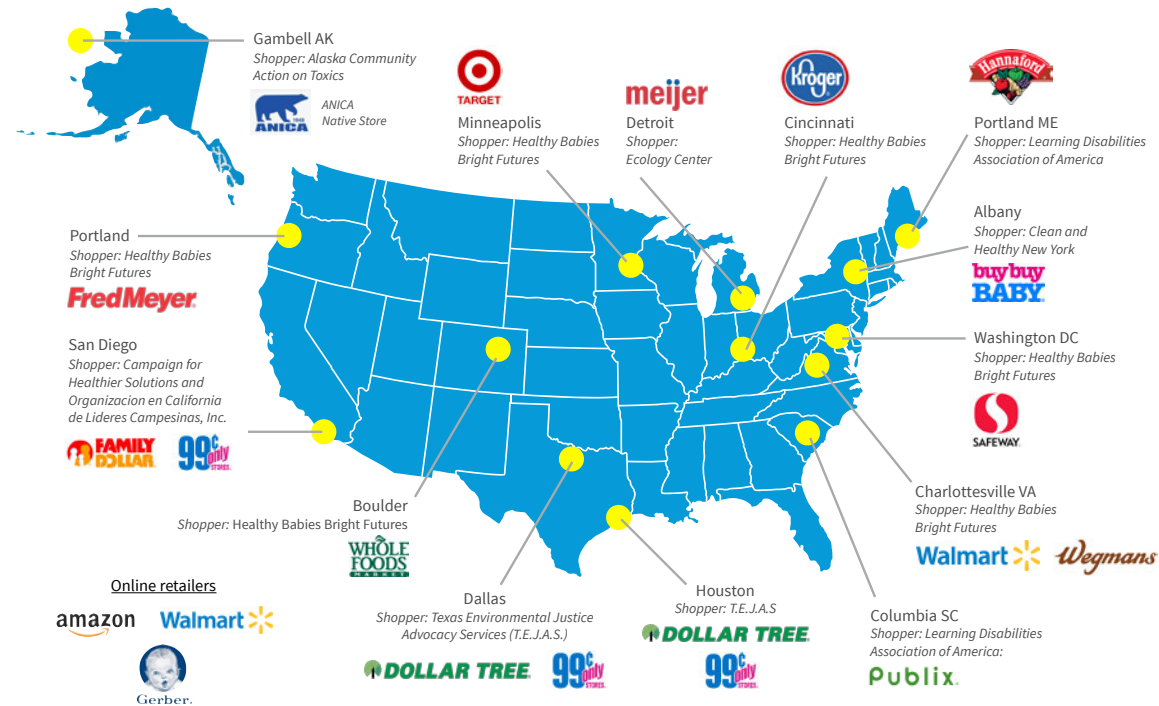 Gambell AK
Shopper: Alaska Community
Action on Toxics
1948
ANICA
ANICA
Native Store
TARGET
Minneapolis
Shopper: Healthy Babies
Bright Futures
meijer
Detroit
Shopper:
Ecology Center
Kroger
Cincinnati
Shopper: Healthy Babies
Bright Futures
Hannaford
Portland ME
Shopper: Learning Disabilities
Association of America
Albany
Shopper: Clean and
Healthy New York
buybuy
BABY
Portland
Shopper: Healthy Babies
Bright Futures
FredMeyer
Washington DC
Shopper: Healthy Babies
Bright Futures
SAFEWAY
San Diego
Shopper: Campaign for
Healthier Solutions and
Organizacion en California
de Lideres Campesinas, Inc.
FAMILY
DOLLAR
99¢
only
STORES
Boulder
Shopper: Healthy Babies Bright Futures
WHOLE
FOODS
MARKET
Charlottesville VA
Shopper: Healthy Babies
Bright Futures
Walmart
Wegmans
Online retailers
amazon
Walmart
Gerber
Dallas
Shopper: Texas Environmental Justice
Advocacy Services (T.E.J.A.S.)
DOLLAR TREE
99¢
only
STORES
Houston
Shopper: T.E.J.A.S
DOLLAR TREE
99¢
only
STORES
Columbia SC
Shopper: Learning Disabilities
Association of America:
Publix